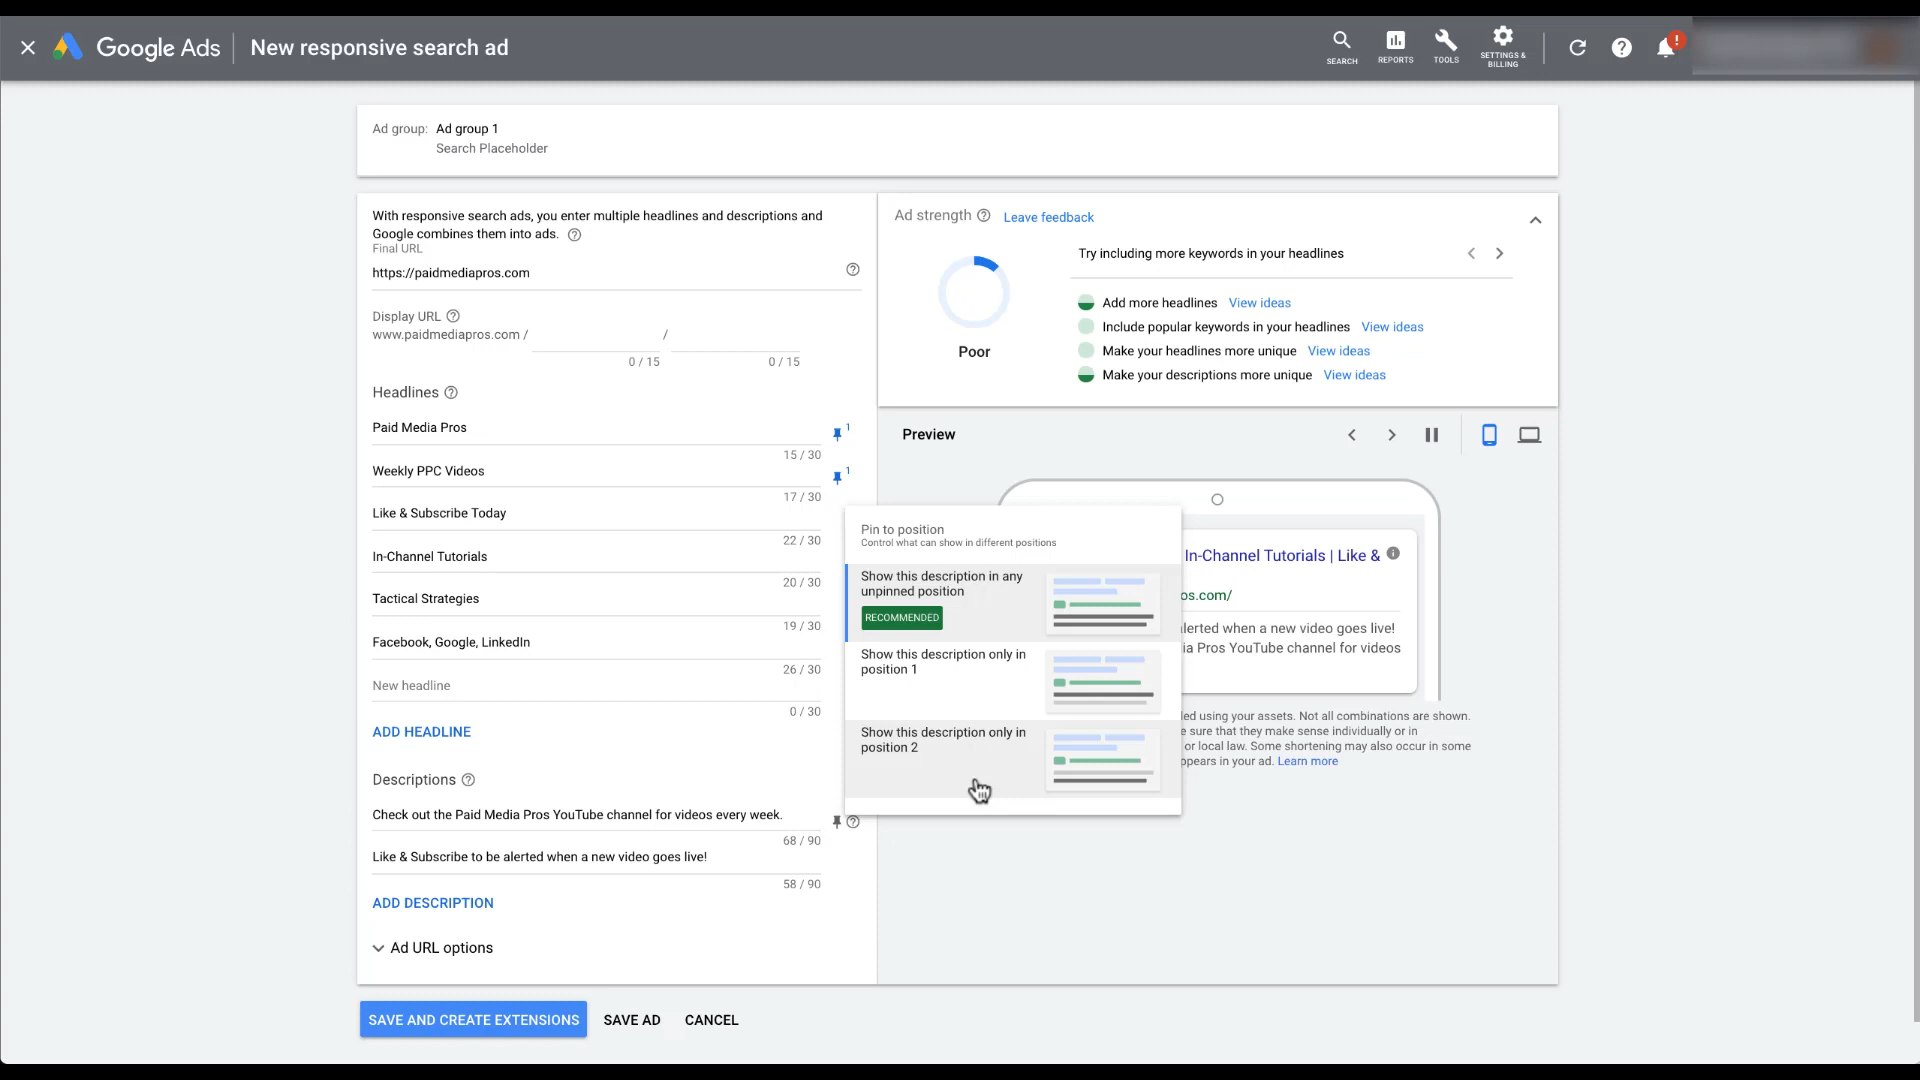 Google Ads
New responsive search ad
SEARCH
REPORTS
TOOLS
SETTINGS &
BILLING
!
Ad group: Ad group 1
Search Placeholder
With responsive search ads, you enter multiple headlines and descriptions and
Google combines them into ads.
Final URL
https://paidmediapros.com
Display URL
www.paidmediapros.com /
/
0 / 15
0 / 15
Headlines
Paid Media Pros
1
15 / 30
Weekly PPC Videos
1
17 / 30
Like & Subscribe Today
22 / 30
In-Channel Tutorials
20 / 30
Tactical Strategies
19 / 30
Facebook, Google, LinkedIn
26 / 30
New headline
0 / 30
ADD HEADLINE
Descriptions
Check out the Paid Media Pros YouTube channel for videos every week.
68 / 90
Like & Subscribe to be alerted when a new video goes live!
58 / 90
ADD DESCRIPTION
Ad URL options
SAVE AND CREATE EXTENSIONS
SAVE AD
CANCEL
Ad strength
Leave feedback
Poor
Try including more keywords in your headlines
Add more headlines View ideas
Include popular keywords in your headlines View ideas
Make your headlines more unique View ideas
Make your descriptions more unique View ideas
Preview
Pin to position
Control what can show in different positions
Show this description in any
unpinned position
RECOMMENDED
Show this description only in
position 1
Show this description only in
position 2
In-Channel Tutorials | Like &
os.com/
lerted when a new video goes live!
ia Pros YouTube channel for videos
led using your assets. Not all combinations are shown.
e sure that they make sense individually or in
or local law. Some shortening may also occur in some
ppears in your ad. Learn more